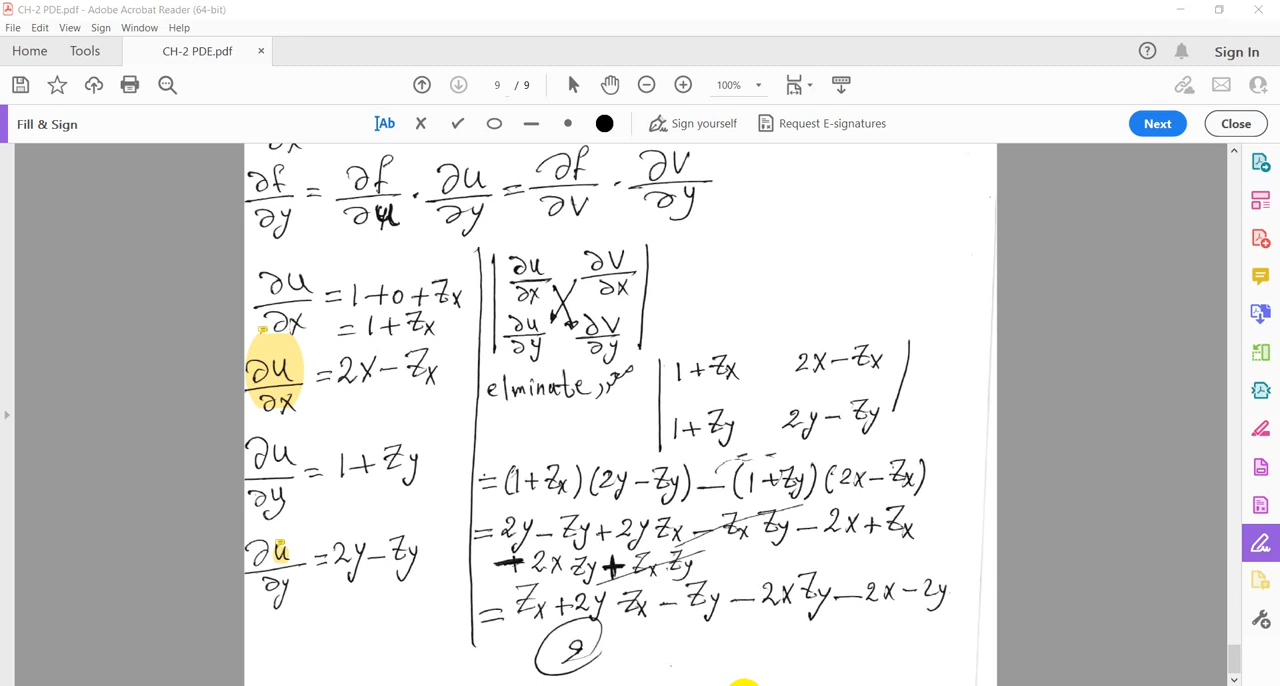 CH-2 PDE.pdf - Adobe Acrobat Reader (64-bit)
File Edit View Sign Window Help
Home Tools CH-2 PDE.pdf × Sign In
9 / 9 100%
Fill & Sign Ab Sign yourself Request E-signatures Next Close
∂x
∂f/∂y = ∂f/∂u · ∂u/∂y = ∂f/∂v · ∂v/∂y
∂u/∂x = 1+0+Zx
= 1+Zx
∂u/∂x = 2x-Zx
∂u/∂y = 1+Zy
∂u/∂y = 2y-Zy
| ∂u/∂x ∂v/∂x |
| ∂u/∂y ∂v/∂y |
elminate,
| 1+Zx 2x-Zx |
| 1+Zy 2y-Zy |
= (1+Zx)(2y-Zy) - (1+Zy)(2x-Zx)
= 2y-Zy+2yZx-ZxZy-2x+Zx
+2xZy+ZxZy
= Zx+2yZx-Zy-2xZy-2x-2y
9